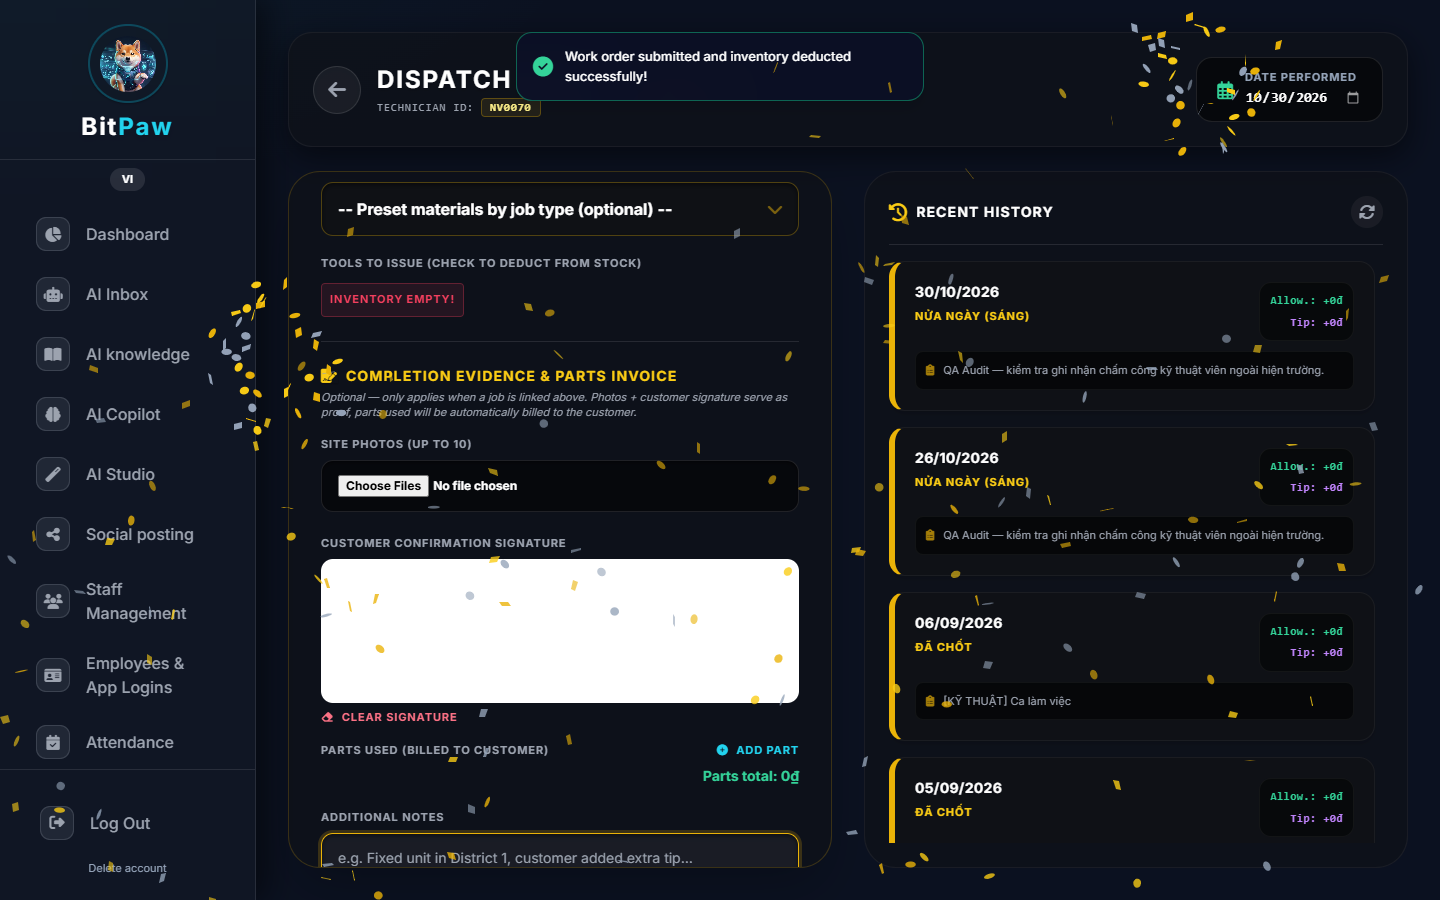 BitPaw
VI
Dashboard
AI Inbox
AI knowledge
AI Copilot
AI Studio
Social posting
Staff
Management
Employees &
App Logins
Attendance
Log Out
Delete account
DISPATCH
TECHNICIAN ID: NV0070
Work order submitted and inventory deducted
successfully!
DATE PERFORMED
10/30/2026
-- Preset materials by job type (optional) --
TOOLS TO ISSUE (CHECK TO DEDUCT FROM STOCK)
INVENTORY EMPTY!
COMPLETION EVIDENCE & PARTS INVOICE
Optional — only applies when a job is linked above. Photos + customer signature serve as
proof, parts used will be automatically billed to the customer.
SITE PHOTOS (UP TO 10)
Choose Files No file chosen
CUSTOMER CONFIRMATION SIGNATURE
CLEAR SIGNATURE
PARTS USED (BILLED TO CUSTOMER)
ADD PART
Parts total: 0₫
ADDITIONAL NOTES
e.g. Fixed unit in District 1, customer added extra tip...
RECENT HISTORY
30/10/2026
NỬA NGÀY (SÁNG)
Allow.: +0đ
Tip: +0đ
QA Audit — kiểm tra ghi nhận chấm công kỹ thuật viên ngoài hiện trường.
26/10/2026
NỬA NGÀY (SÁNG)
Allow.: +0đ
Tip: +0đ
QA Audit — kiểm tra ghi nhận chấm công kỹ thuật viên ngoài hiện trường.
06/09/2026
ĐÃ CHỐT
Allow.: +0đ
Tip: +0đ
[KỸ THUẬT] Ca làm việc
05/09/2026
ĐÃ CHỐT
Allow.: +0đ
Tip: +0đ